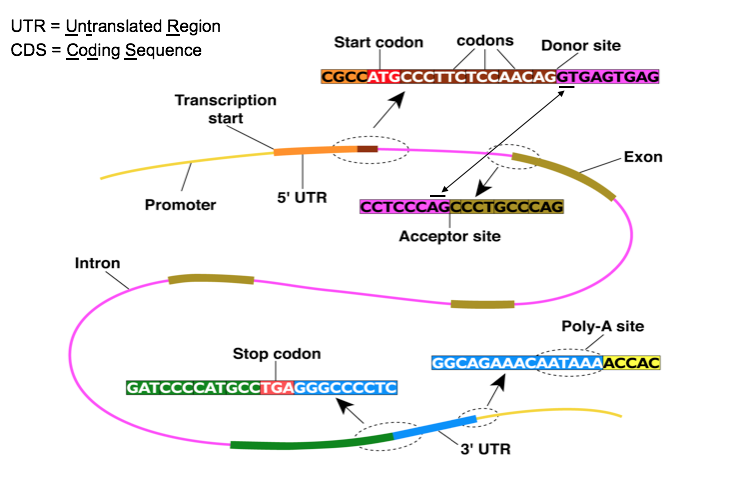 UTR = Untranslated Region
CDS = Coding Sequence
Start codon
codons
Donor site
CGCCATGCCCTTCTCCAACAGGTGAGTGAG
Transcription
start
Exon
Promoter
5' UTR
CCTCCCAGCCCTGCCCAG
Acceptor site
Intron
Poly-A site
Stop codon
GGCAGAAACAATAAAACCAC
GATCCCCATGCCTGAGGGCCCCTC
3' UTR